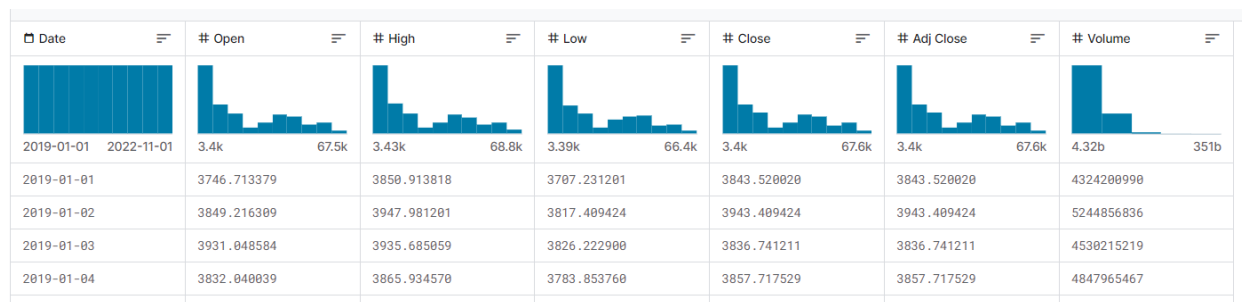 Date # Open # High # Low # Close # Adj Close # Volume
2019-01-01 2022-11-01 3.4k 67.5k 3.43k 68.8k 3.39k 66.4k 3.4k 67.6k 3.4k 67.6k 4.32b 351b
2019-01-01 3746.713379 3850.913818 3707.231201 3843.520020 3843.520020 4324200990
2019-01-02 3849.216309 3947.981201 3817.409424 3943.409424 3943.409424 5244856836
2019-01-03 3931.048584 3935.685059 3826.222900 3836.741211 3836.741211 4530215219
2019-01-04 3832.040039 3865.934570 3783.853760 3857.717529 3857.717529 4847965467